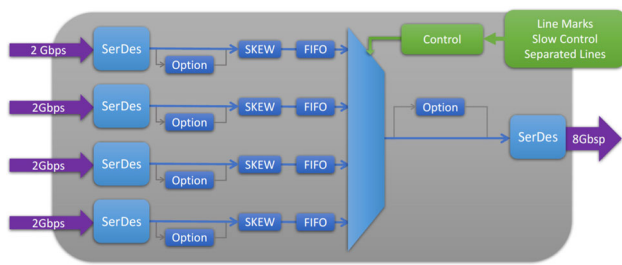 Line Marks
Slow Control
Separated Lines
Control
2 Gbps
SerDes
Option
SKEW
FIFO
2Gbps
SerDes
Option
SKEW
FIFO
Option
SerDes
8Gbsp
2Gbps
SerDes
Option
SKEW
FIFO
2Gbps
SerDes
Option
SKEW
FIFO